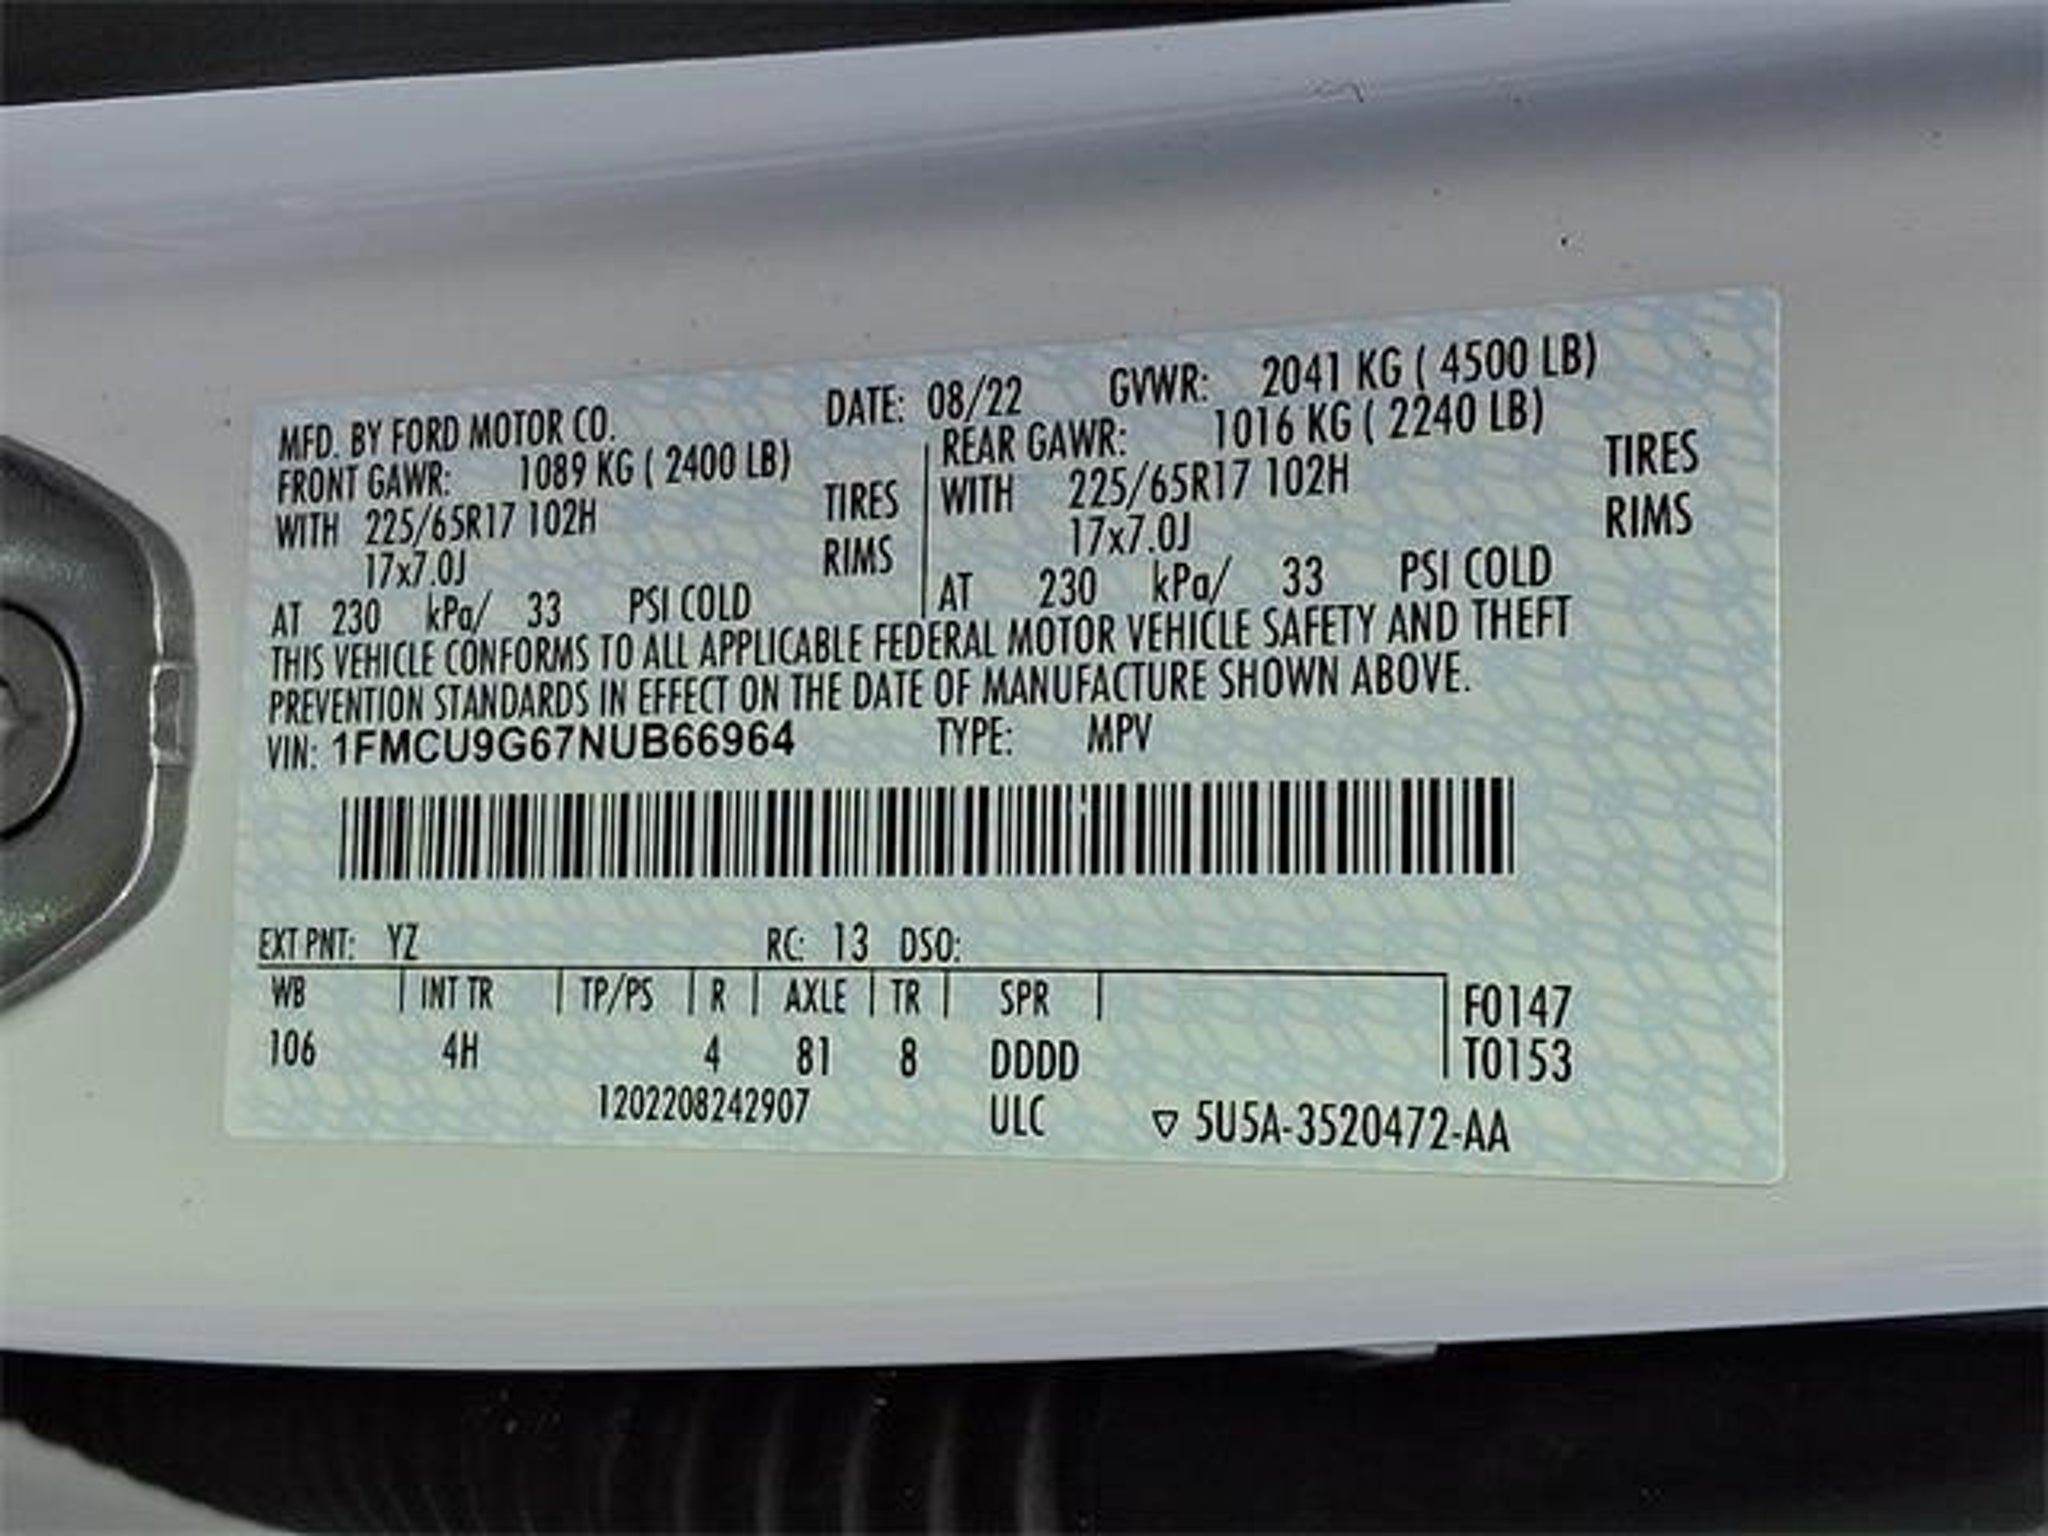 MFD. BY FORD MOTOR CO. DATE: 08/22 GVWR: 2041 KG ( 4500 LB)
FRONT GAWR: 1089 KG ( 2400 LB) REAR GAWR: 1016 KG ( 2240 LB)
WITH 225/65R17 102H TIRES WITH 225/65R17 102H TIRES
17x7.0J RIMS 17x7.0J RIMS
AT 230 kPa/ 33 PSI COLD AT 230 kPa/ 33 PSI COLD
THIS VEHICLE CONFORMS TO ALL APPLICABLE FEDERAL MOTOR VEHICLE SAFETY AND THEFT
PREVENTION STANDARDS IN EFFECT ON THE DATE OF MANUFACTURE SHOWN ABOVE.
VIN: 1FMCU9G67NUB66964 TYPE: MPV
EXT PNT: YZ RC: 13 DSO:
WB INT TR TP/PS R AXLE TR SPR F0147
106 4H 4 81 8 DDDD T0153
1202208242907 ULC ▽ 5U5A-3520472-AA